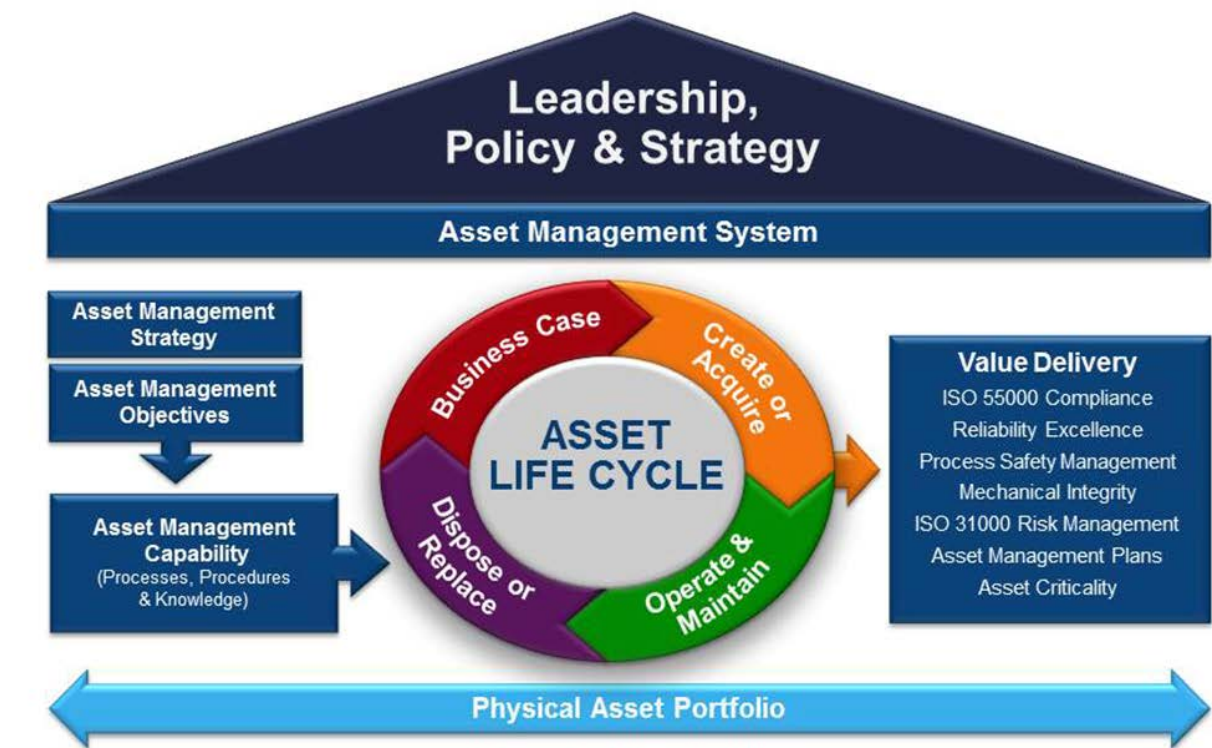 Leadership,
Policy & Strategy
Asset Management System
Asset Management
Strategy
Asset Management
Objectives
Asset Management
Capability
(Processes, Procedures
& Knowledge)
Business Case
Create or
Acquire
Operate &
Maintain
Dispose or
Replace
ASSET
LIFE CYCLE
Value Delivery
ISO 55000 Compliance
Reliability Excellence
Process Safety Management
Mechanical Integrity
ISO 31000 Risk Management
Asset Management Plans
Asset Criticality
Physical Asset Portfolio